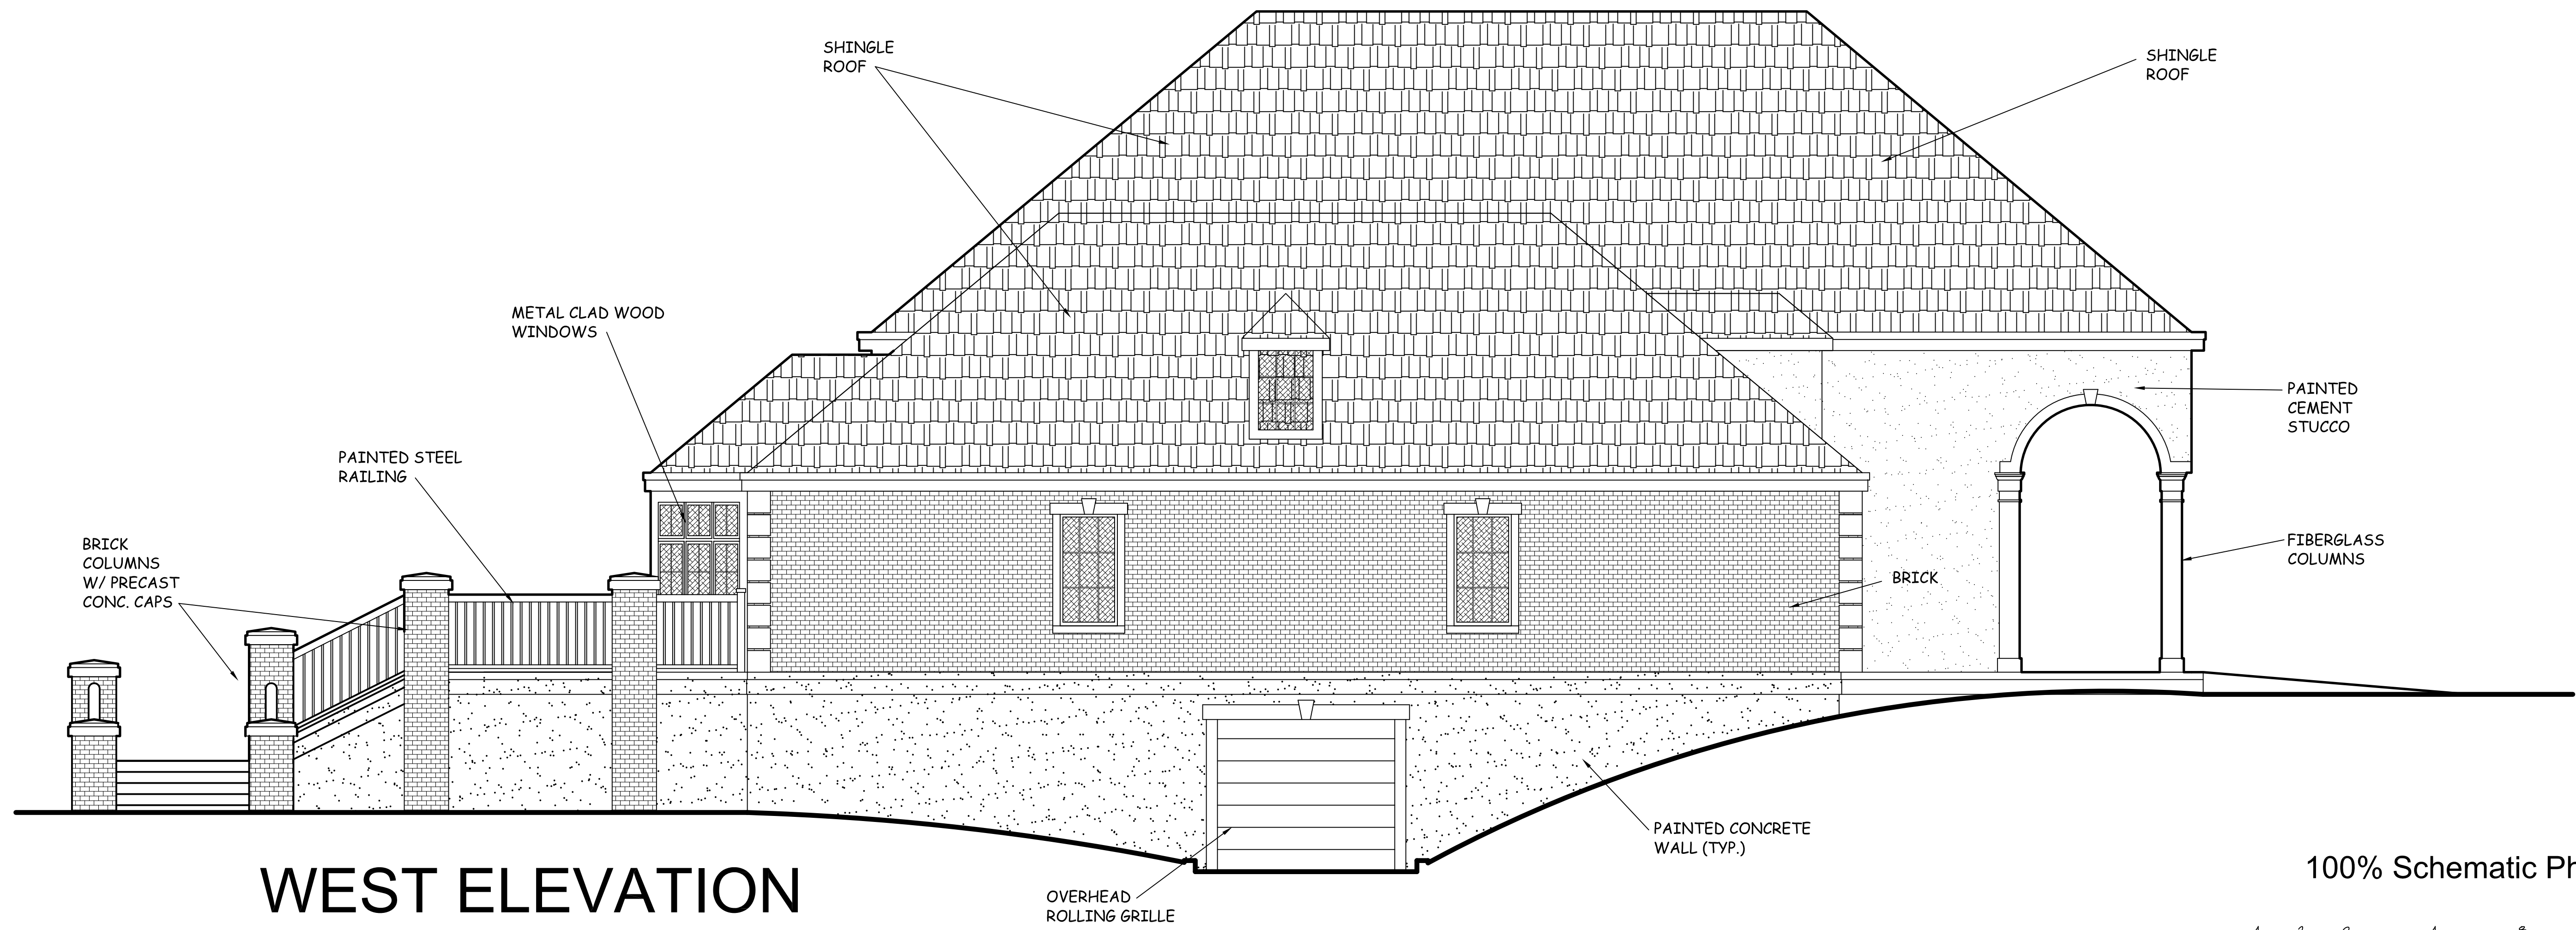 SHINGLE
ROOF
SHINGLE
ROOF
METAL CLAD WOOD
WINDOWS
PAINTED
CEMENT
STUCCO
PAINTED STEEL
RAILING
BRICK
COLUMNS
W/ PRECAST
CONC. CAPS
FIBERGLASS
COLUMNS
BRICK
PAINTED CONCRETE
WALL (TYP.)
OVERHEAD
ROLLING GRILLE
WEST ELEVATION
100% Schematic Ph